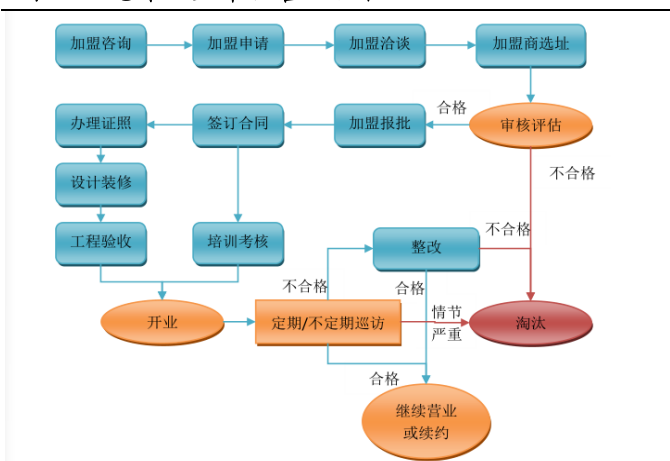 加盟咨询
加盟申请
加盟洽谈
加盟商选址
办理证照
签订合同
加盟报批
合格
审核评估
不合格
设计装修
工程验收
培训考核
整改
不合格
不合格
合格
开业
定期/不定期巡访
情节
严重
淘汰
合格
继续营业
或续约